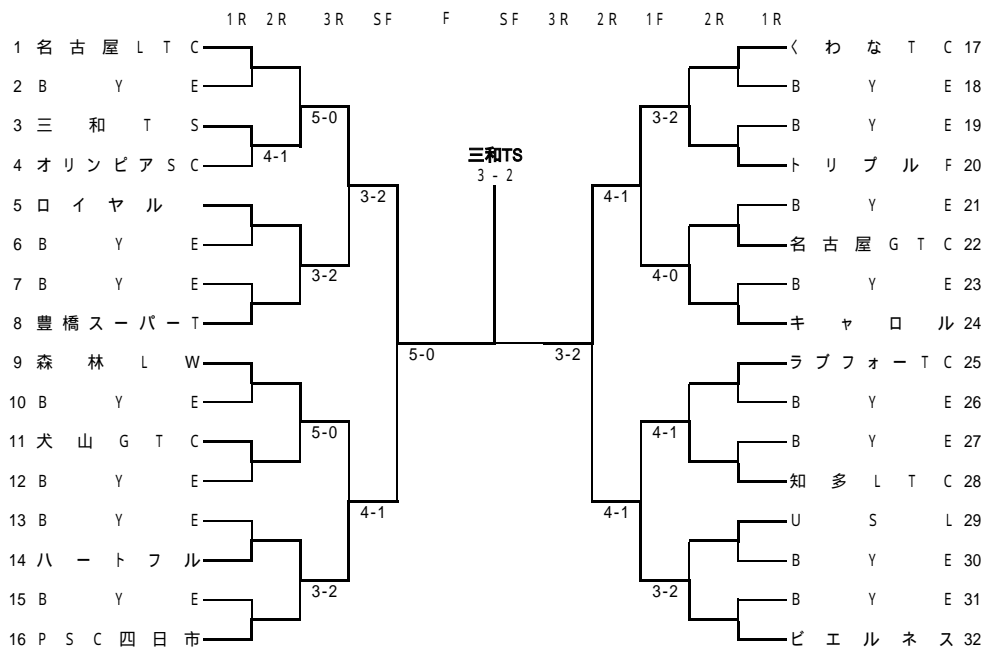 1R 2R 3R SF F SF 3R 2R 1F 2R 1R
1 名古屋LTC くわなTC 17
2 BYE BYE 18
5-0 3-2
3 三和TS BYE 19
4-1 三和TS
4 オリンピアSC トリプルF 20
3-2
3-2 4-1
5 ロイヤル BYE 21
6 BYE 名古屋GTC 22
3-2 4-0
7 BYE BYE 23
8 豊橋スーパーT キャロル 24
5-0 3-2
9 森林LW ラブフォーTC 25
10 BYE BYE 26
5-0 4-1
11 犬山GTC BYE 27
12 BYE 知多LTC 28
4-1 4-1
13 BYE USL 29
14 ハートフル BYE 30
3-2 3-2
15 BYE BYE 31
16 PSC四日市 ビエルネス 32